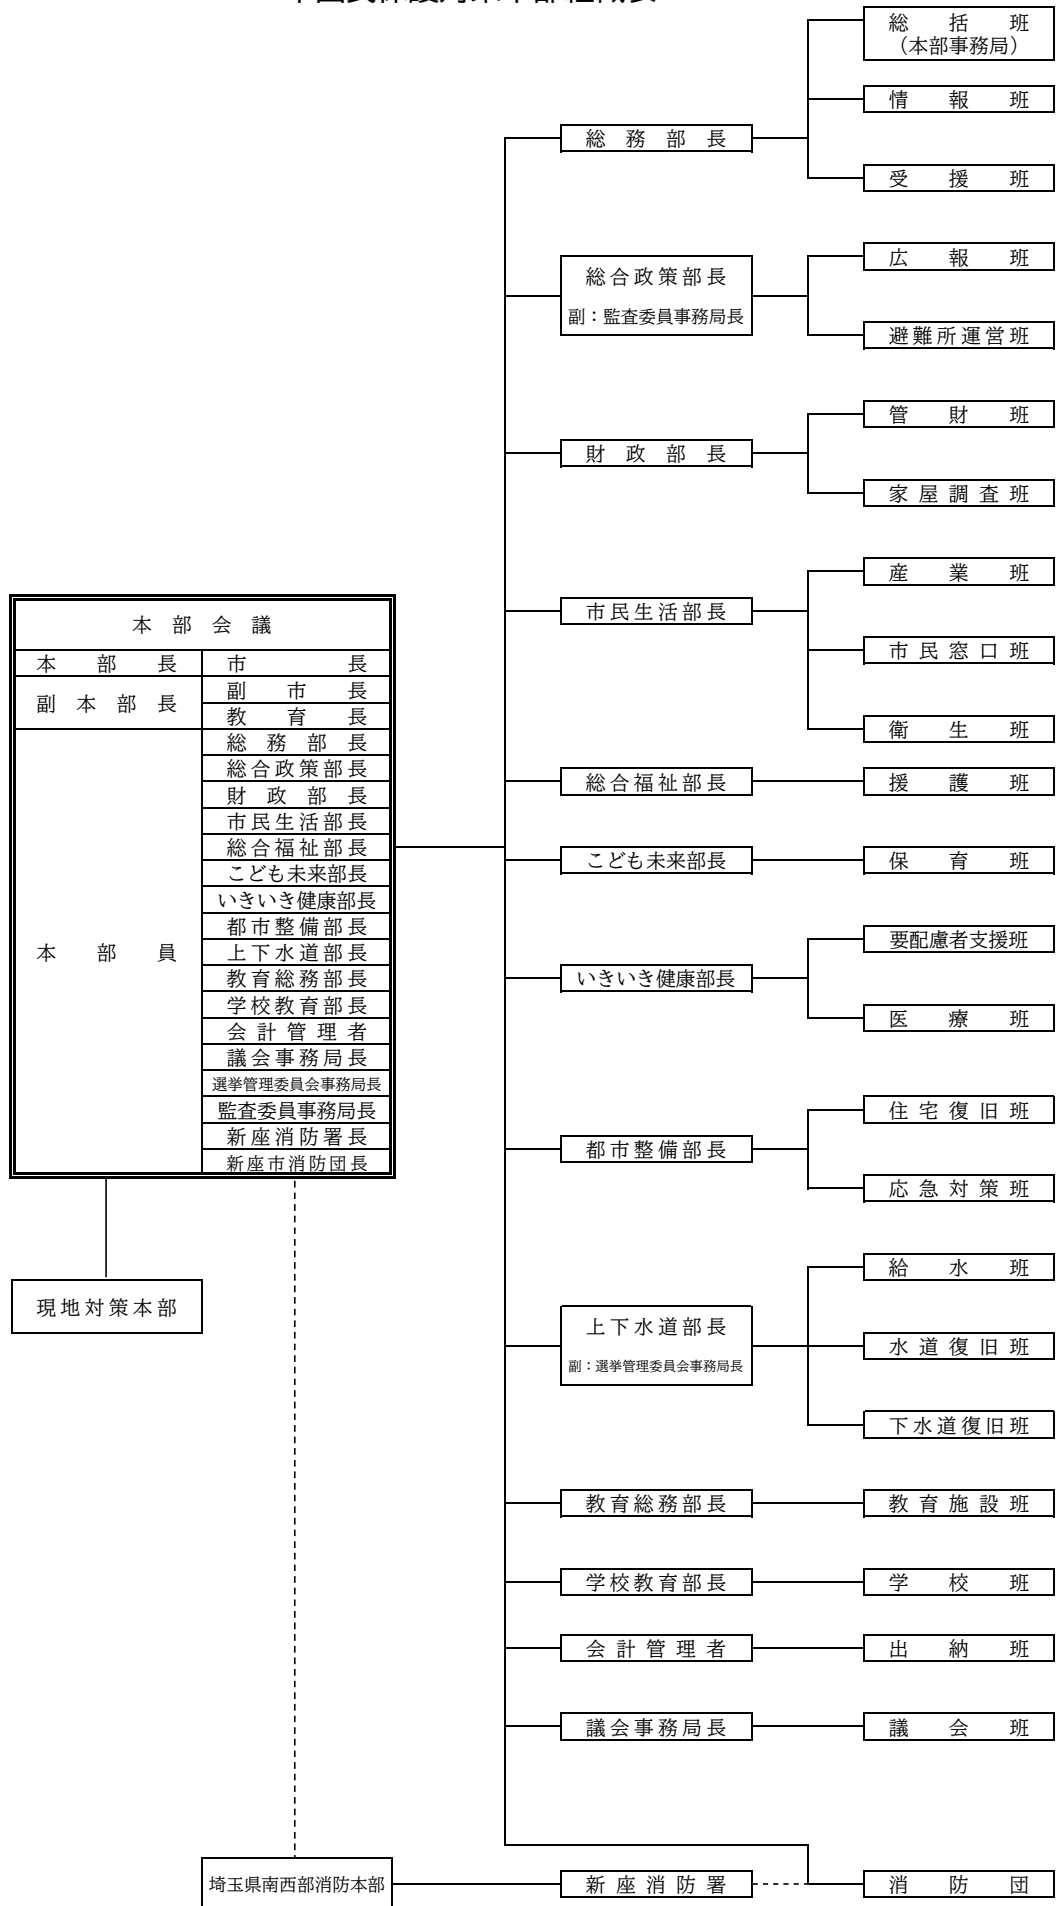 総括班
（本部事務局）
情報班
総務部長
受援班
広報班
総合政策部長
副：監査委員事務局長
避難所運営班
管財班
財政部長
家屋調査班
産業班
市民生活部長
市民窓口班
衛生班
総合福祉部長
援護班
こども未来部長
保育班
要配慮者支援班
いきいき健康部長
医療班
住宅復旧班
都市整備部長
応急対策班
給水班
上下水道部長
副：選挙管理委員会事務局長
水道復旧班
下水道復旧班
教育総務部長
教育施設班
学校教育部長
学校班
会計管理者
出納班
議会事務局長
議会班
本部会議
本部長
市長
副本部長
副市長
教育長
本部員
総務部長
総合政策部長
財政部長
市民生活部長
総合福祉部長
こども未来部長
いきいき健康部長
都市整備部長
上下水道部長
教育総務部長
学校教育部長
会計管理者
議会事務局長
選挙管理委員会事務局長
監査委員事務局長
新座消防署長
新座市消防団長
現地対策本部
埼玉県南西部消防本部
新座消防署
消防団